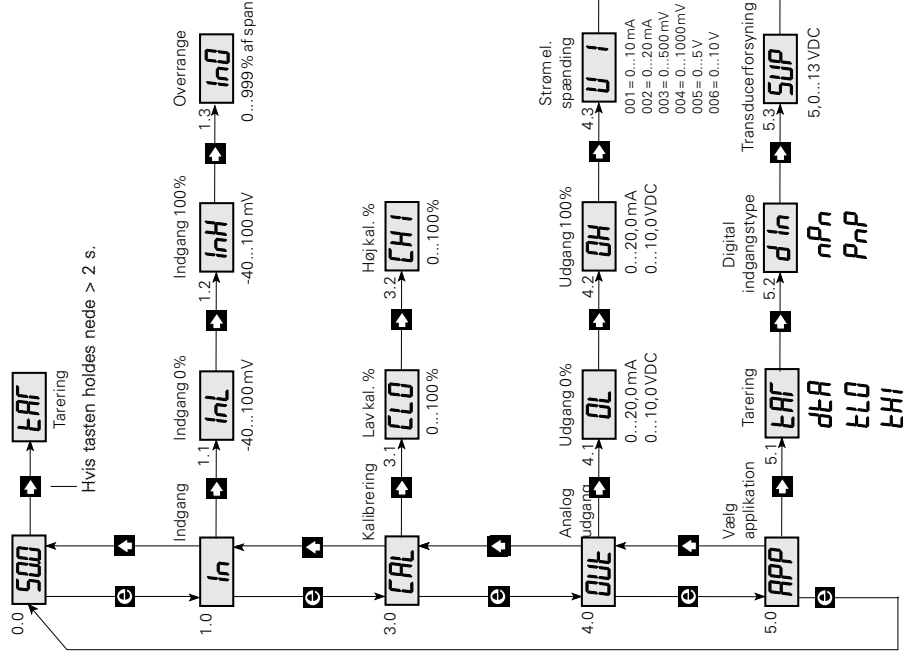 0.0
50.0
tAr
Tarering
Hvis tasten holdes nede > 2 s.
e
1.0
In
Indgang
1.1
InL
Indgang 0%
-40...100 mV
1.2
InH
Indgang 100%
-40...100 mV
1.3
InO
Overrange
0...999% af span
e
3.0
CAL
Kalibrering
3.1
CLO
Lav kal. %
0...100%
3.2
CHI
Høj kal. %
0...100%
e
4.0
OUt
Analog
udgang
4.1
OL
Udgang 0%
0...20,0 mA
0...10,0 VDC
4.2
OH
Udgang 100%
0...20,0 mA
0...10,0 VDC
4.3
U I
Strøm el.
spænding
001 = 0...10 mA
002 = 0...20 mA
003 = 0...500 mV
004 = 0...1000 mV
005 = 0...5 V
006 = 0...10 V
e
5.0
APP
Vælg
applikation
5.1
tAr
Tarering
dtA
tLO
tHI
5.2
dIn
Digital
indgangstype
nPn
PnP
5.3
SUP
Transducerforsyning
5,0...13 VDC
e